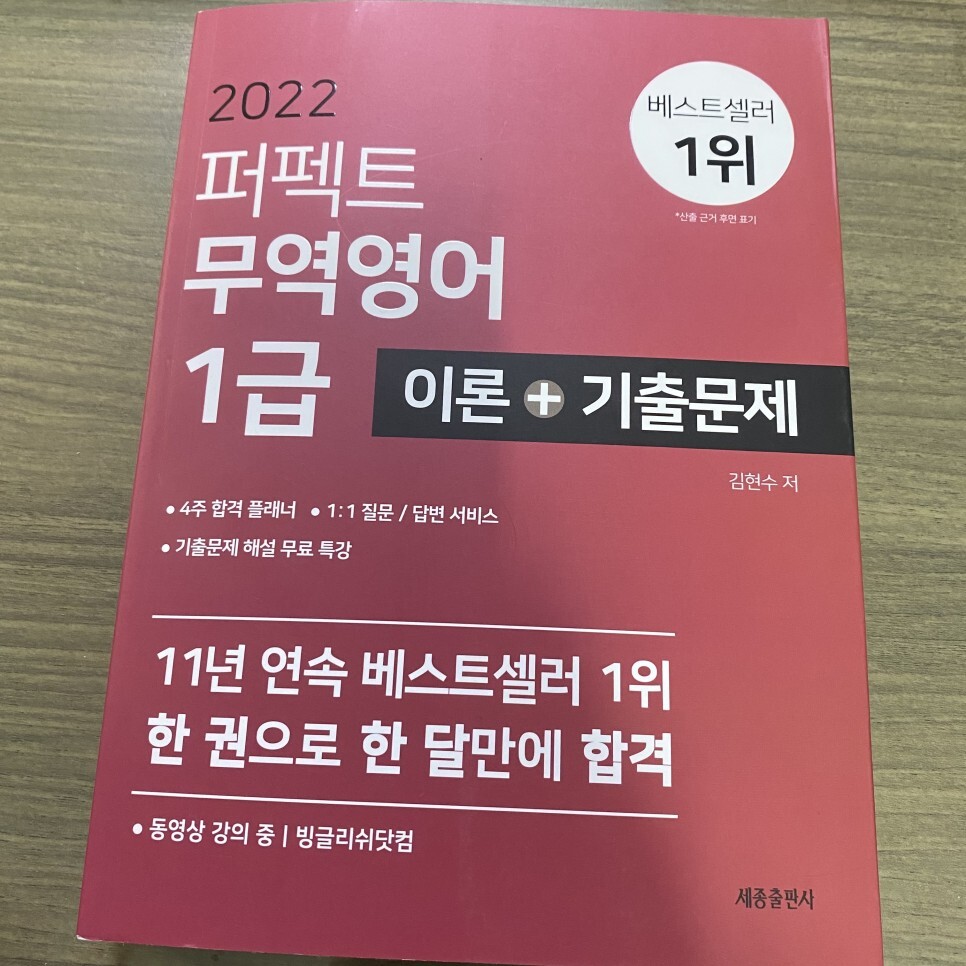 2022
퍼펙트
무역영어
1급
이론 + 기출문제
베스트셀러
1위
*산출 근거 후면 표기
김현수 저
• 4주 합격 플래너 • 1:1 질문 / 답변 서비스
• 기출문제 해설 무료 특강
11년 연속 베스트셀러 1위
한 권으로 한 달만에 합격
• 동영상 강의 중 | 빙글리쉬닷컴
세종출판사